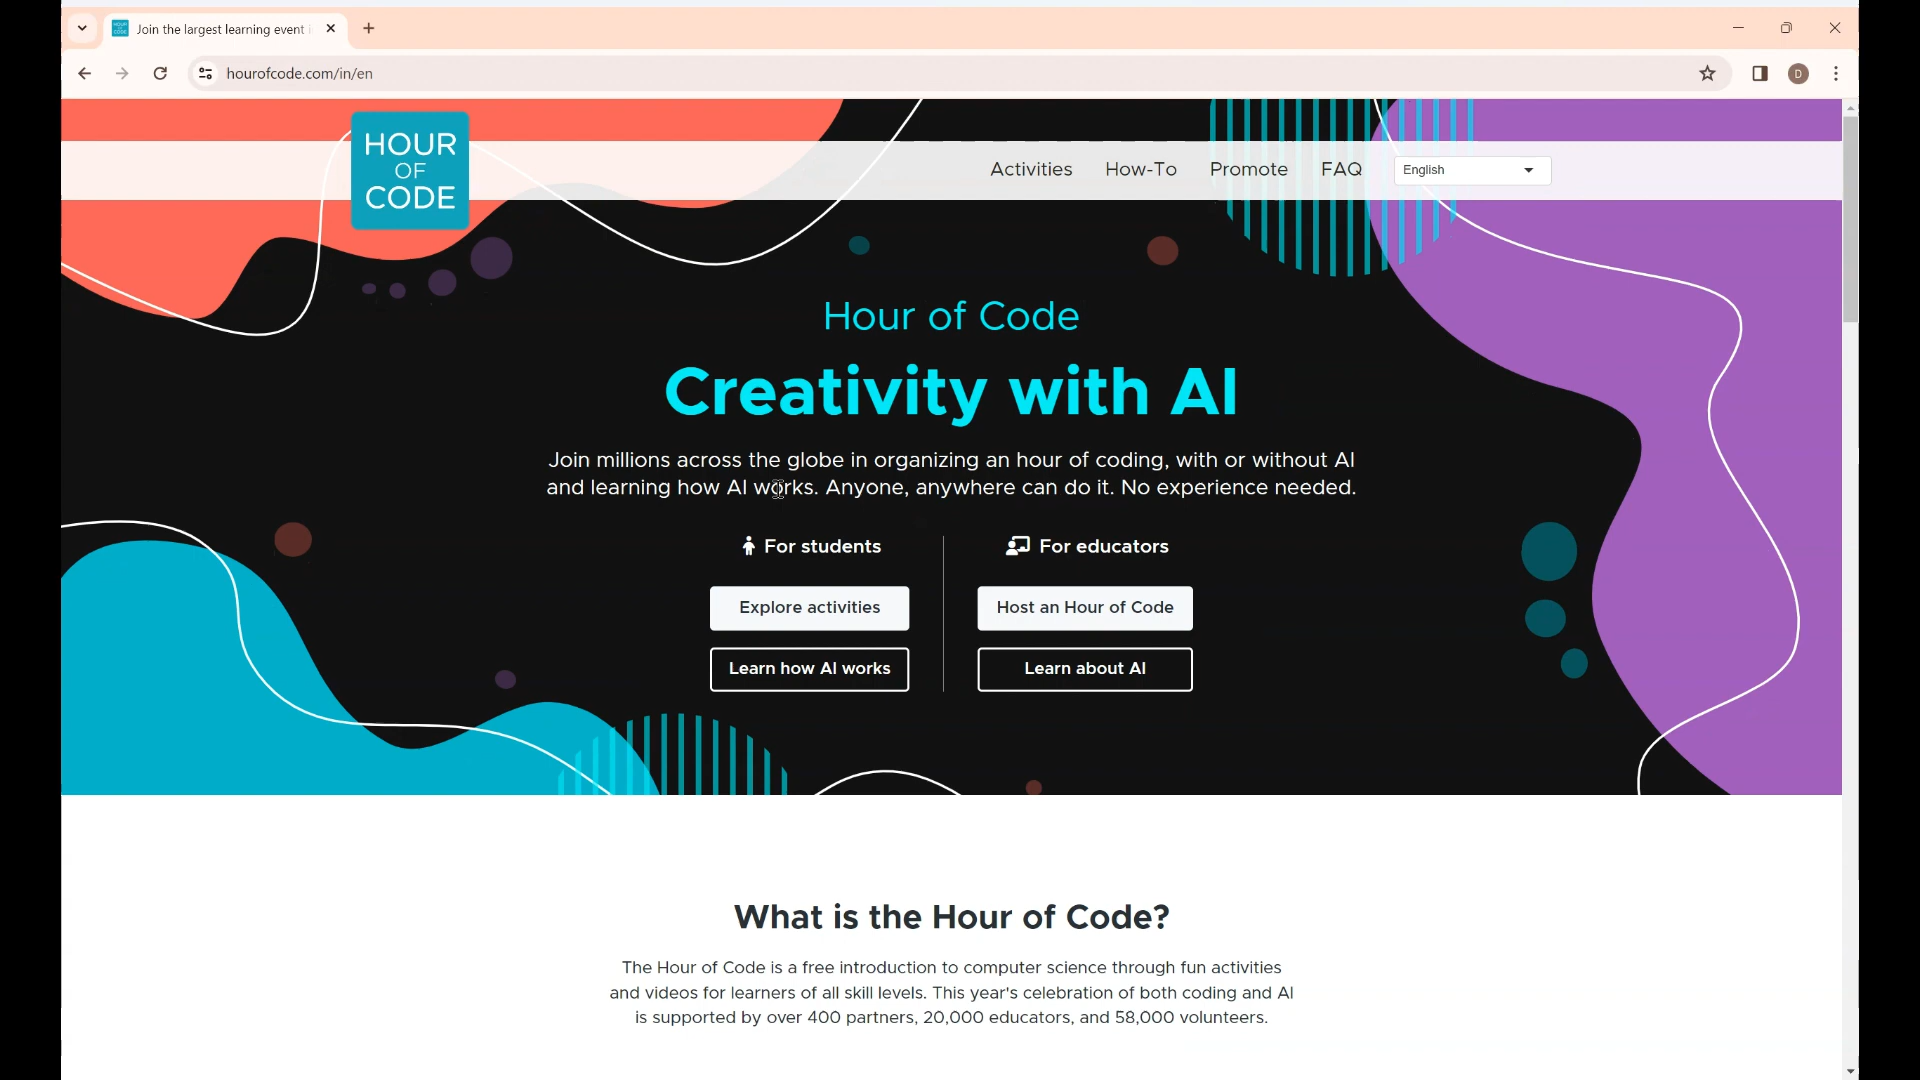 Join the largest learning event i
hourofcode.com/in/en
D
HOUR
OF
CODE
Activities
How-To
Promote
FAQ
English
Hour of Code
Creativity with AI
Join millions across the globe in organizing an hour of coding, with or without AI
and learning how AI works. Anyone, anywhere can do it. No experience needed.
For students
For educators
Explore activities
Host an Hour of Code
Learn how AI works
Learn about AI
What is the Hour of Code?
The Hour of Code is a free introduction to computer science through fun activities
and videos for learners of all skill levels. This year's celebration of both coding and AI
is supported by over 400 partners, 20,000 educators, and 58,000 volunteers.